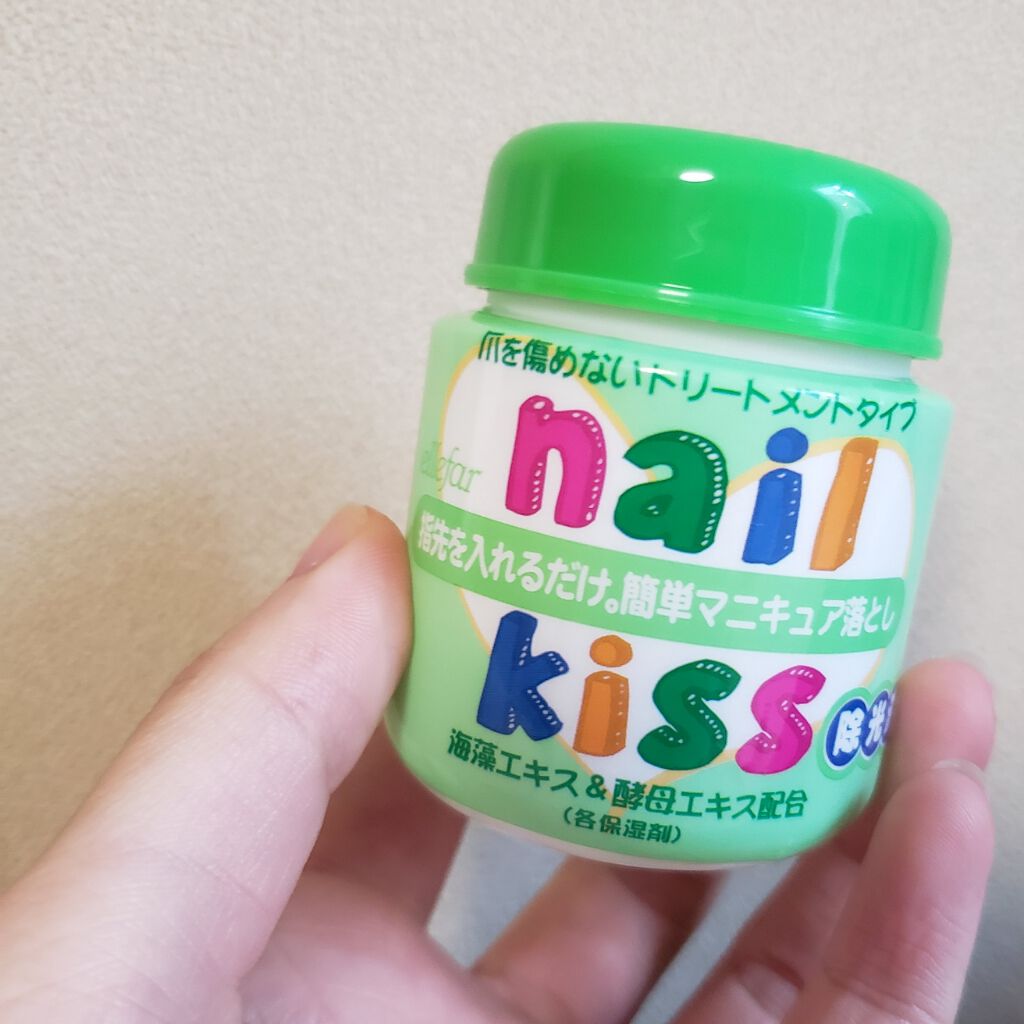 爪を傷めないトリートメントタイプ
nail
ellefar
指先を入れるだけ。簡単マニキュア落とし
kiss
除光
海藻エキス&酵母エキス配合
(各保湿剤)